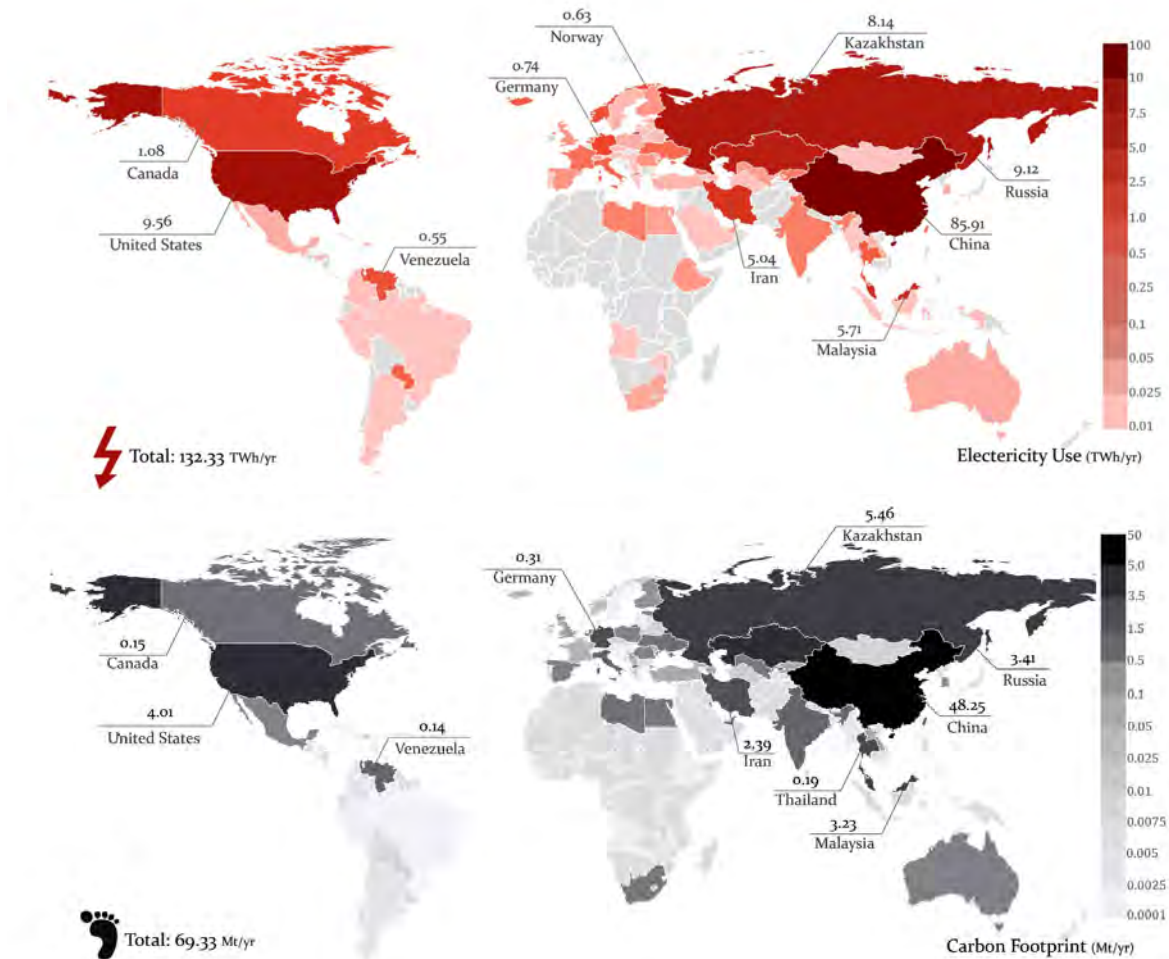 0.63
Norway
8.14
Kazakhstan
0.74
Germany
1.08
Canada
9.56
United States
0.55
Venezuela
5.04
Iran
5.71
Malaysia
9.12
Russia
85.91
China
100
10
7.5
5.0
2.5
1.0
0.5
0.25
0.1
0.05
0.025
0.01
Total: 132.33 TWh/yr
Electericity Use (TWh/yr)
5.46
Kazakhstan
0.31
Germany
0.15
Canada
4.01
United States
0.14
Venezuela
2,39
Iran
0.19
Thailand
3.23
Malaysia
3.41
Russia
48.25
China
50
5.0
3.5
1.5
0.5
0.1
0.05
0.025
0.01
0.0075
0.005
0.0025
0.0001
Total: 69.33 Mt/yr
Carbon Footprint (Mt/yr)